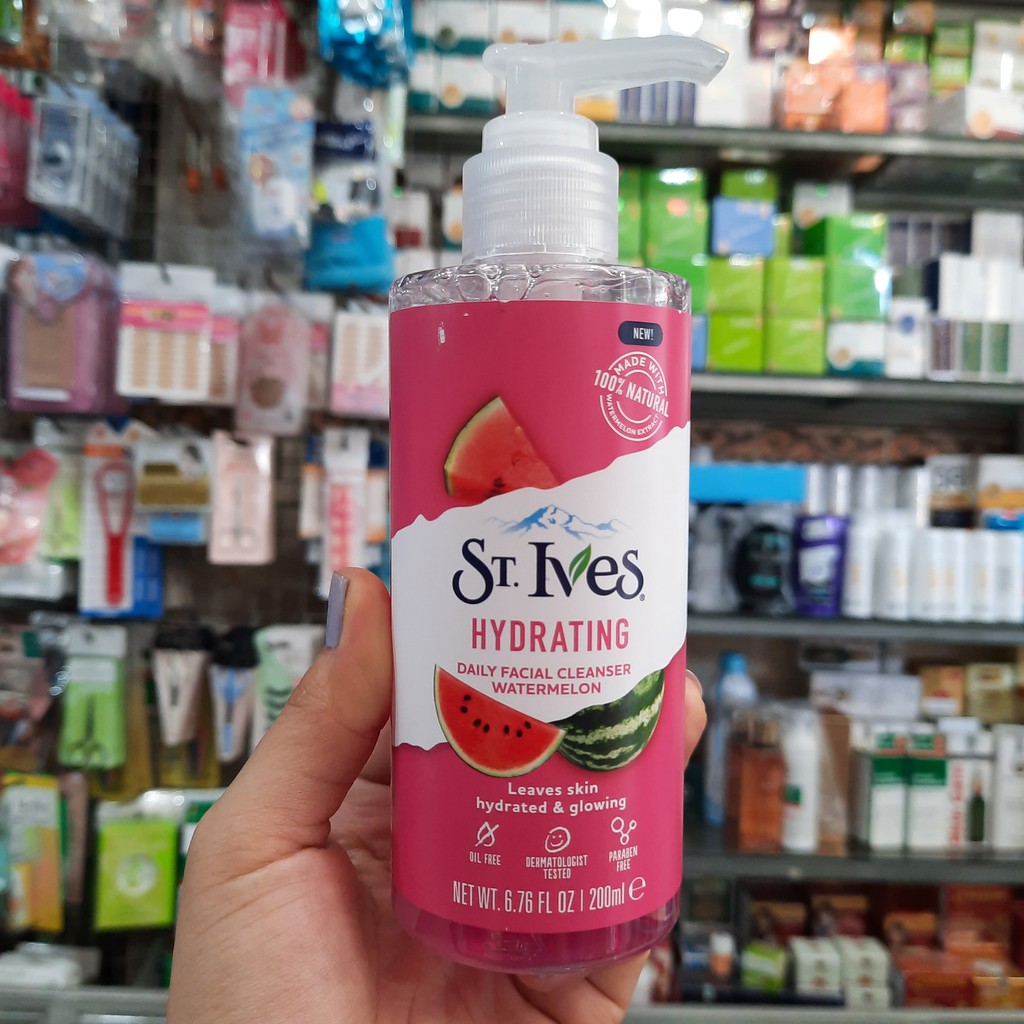 NEW!
MADE WITH
100% NATURAL
WATERMELON EXTRACT
ST. IVES®
HYDRATING
DAILY FACIAL CLEANSER
WATERMELON
Leaves skin
hydrated & glowing
OIL FREE
DERMATOLOGIST
TESTED
PARABEN
FREE
NET WT. 6.76 FL OZ | 200ml e